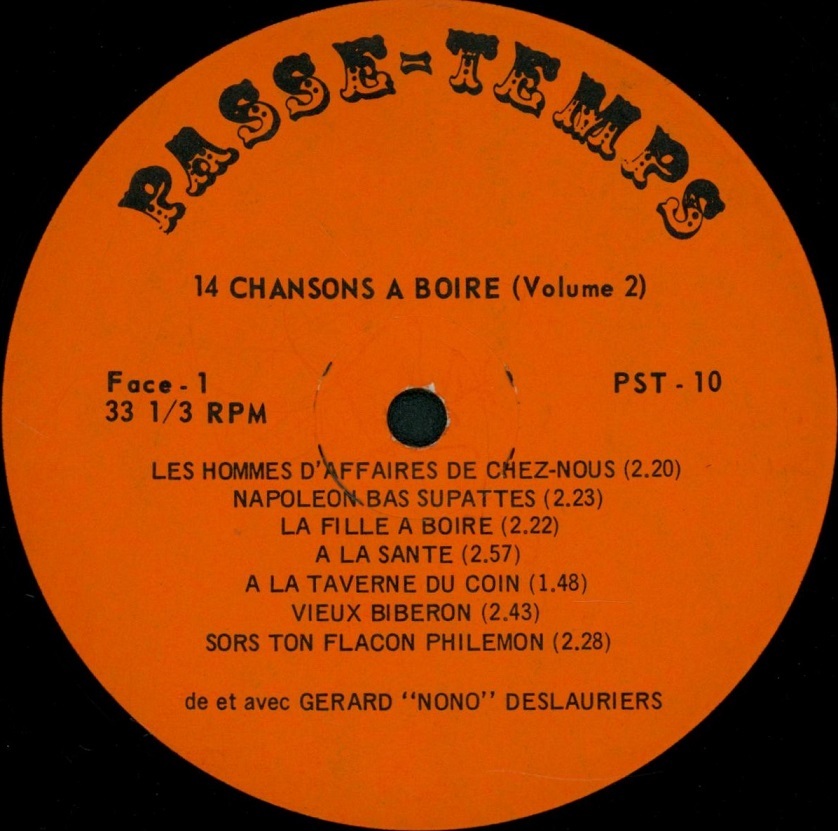 PASSE-TEMPS
14 CHANSONS A BOIRE (Volume 2)
Face - 1
PST - 10
33 1/3 RPM
LES HOMMES D'AFFAIRES DE CHEZ-NOUS (2.20)
NAPOLEON BAS SUPATTES (2.23)
LA FILLE A BOIRE (2.22)
A LA SANTE (2.57)
A LA TAVERNE DU COIN (1.48)
VIEUX BIBERON (2.43)
SORS TON FLACON PHILEMON (2.28)
de et avec GERARD "NONO" DESLAURIERS